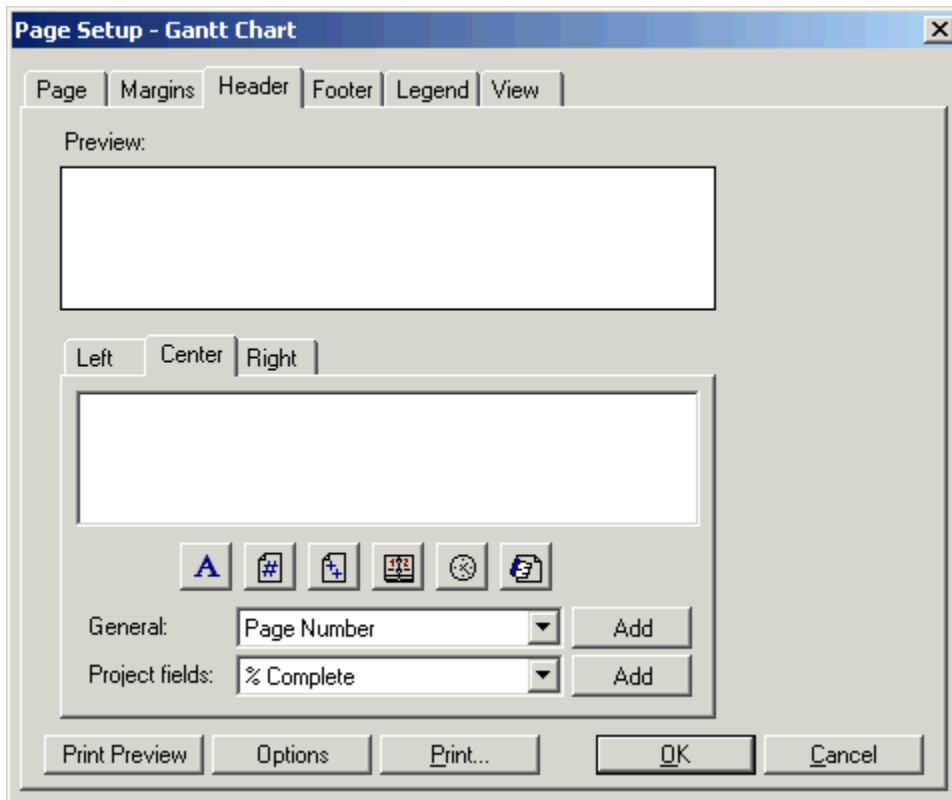 Page Setup - Gantt Chart
Page Margins Header Footer Legend View
Preview:
Left Center Right
A # + +
General: Page Number Add
Project fields: % Complete Add
Print Preview Options Print... OK Cancel